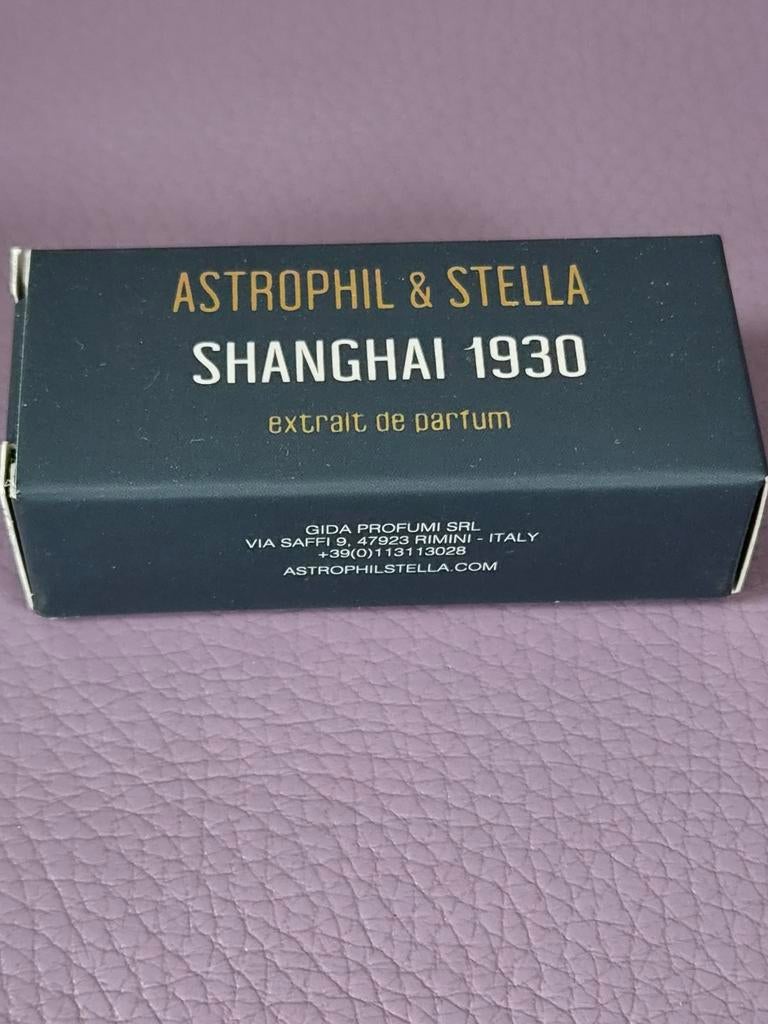 ASTROPHIL & STELLA
SHANGHAI 1930
extrait de parfum
GIDA PROFUMI SRL
VIA SAFFI 9, 47923 RIMINI - ITALY
+39(0)113113028
ASTROPHILSTELLA.COM